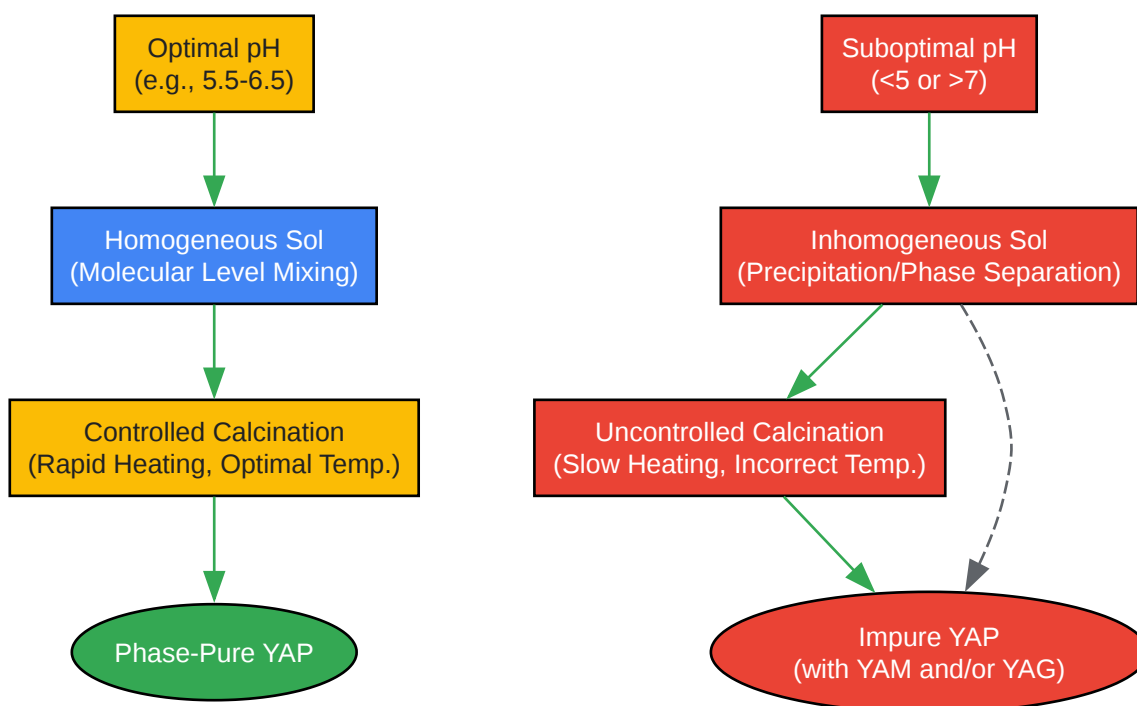 Optimal pH
(e.g., 5.5-6.5)
Suboptimal pH
(<5 or >7)
Homogeneous Sol
(Molecular Level Mixing)
Inhomogeneous Sol
(Precipitation/Phase Separation)
Controlled Calcination
(Rapid Heating, Optimal Temp.)
Uncontrolled Calcination
(Slow Heating, Incorrect Temp.)
Phase-Pure YAP
Impure YAP
(with YAM and/or YAG)